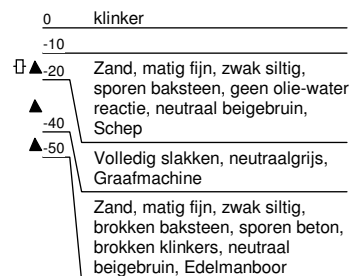 0 klinker
-10
-20 Zand, matig fijn, zwak siltig,
sporen baksteen, geen olie-water
reactie, neutraal beigebruin,
Schep
-40
Volledig slakken, neutraalgrijs,
-50
Graafmachine
Zand, matig fijn, zwak siltig,
brokken baksteen, sporen beton,
brokken klinkers, neutraal
beigebruin, Edelmanboor